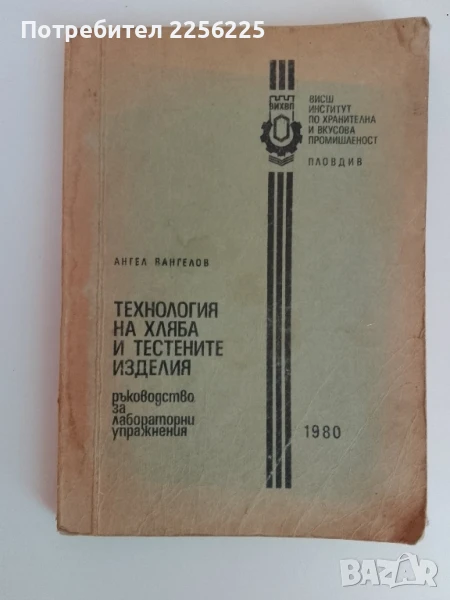 Потребител 2256225
ВИХВП
ВИСШ
ИНСТИТУТ
ПО ХРАНИТЕЛНА
И ВКУСОВА
ПРОМИШЛЕНОСТ
ПЛОВДИВ
АНГЕЛ ВАНГЕЛОВ
ТЕХНОЛОГИЯ
НА ХЛЯБА
И ТЕСТЕНИТЕ
ИЗДЕЛИЯ
ръководство
за
лабораторни
упражнения
1980
BAZAR